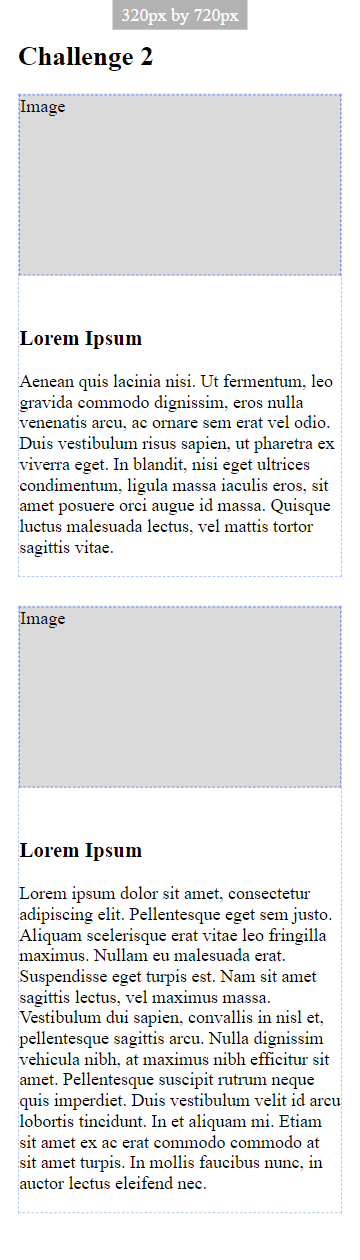 320px by 720px
Challenge 2
Image
Lorem Ipsum
Aenean quis lacinia nisi. Ut fermentum, leo
gravida commodo dignissim, eros nulla
venenatis arcu, ac ornare sem erat vel odio.
Duis vestibulum risus sapien, ut pharetra ex
viverra eget. In blandit, nisi eget ultrices
condimentum, ligula massa iaculis eros, sit
amet posuere orci augue id massa. Quisque
luctus malesuada lectus, vel mattis tortor
sagittis vitae.
Image
Lorem Ipsum
Lorem ipsum dolor sit amet, consectetur
adipiscing elit. Pellentesque eget sem justo.
Aliquam scelerisque erat vitae leo fringilla
maximus. Nullam eu malesuada erat.
Suspendisse eget turpis est. Nam sit amet
sagittis lectus, vel maximus massa.
Vestibulum dui sapien, convallis in nisl et,
pellentesque sagittis arcu. Nulla dignissim
vehicula nibh, at maximus nibh efficitur sit
amet. Pellentesque suscipit rutrum neque
quis imperdiet. Duis vestibulum velit id arcu
lobortis tincidunt. In et aliquam mi. Etiam
sit amet ex ac erat commodo commodo at
sit amet turpis. In mollis faucibus nunc, in
auctor lectus eleifend nec.